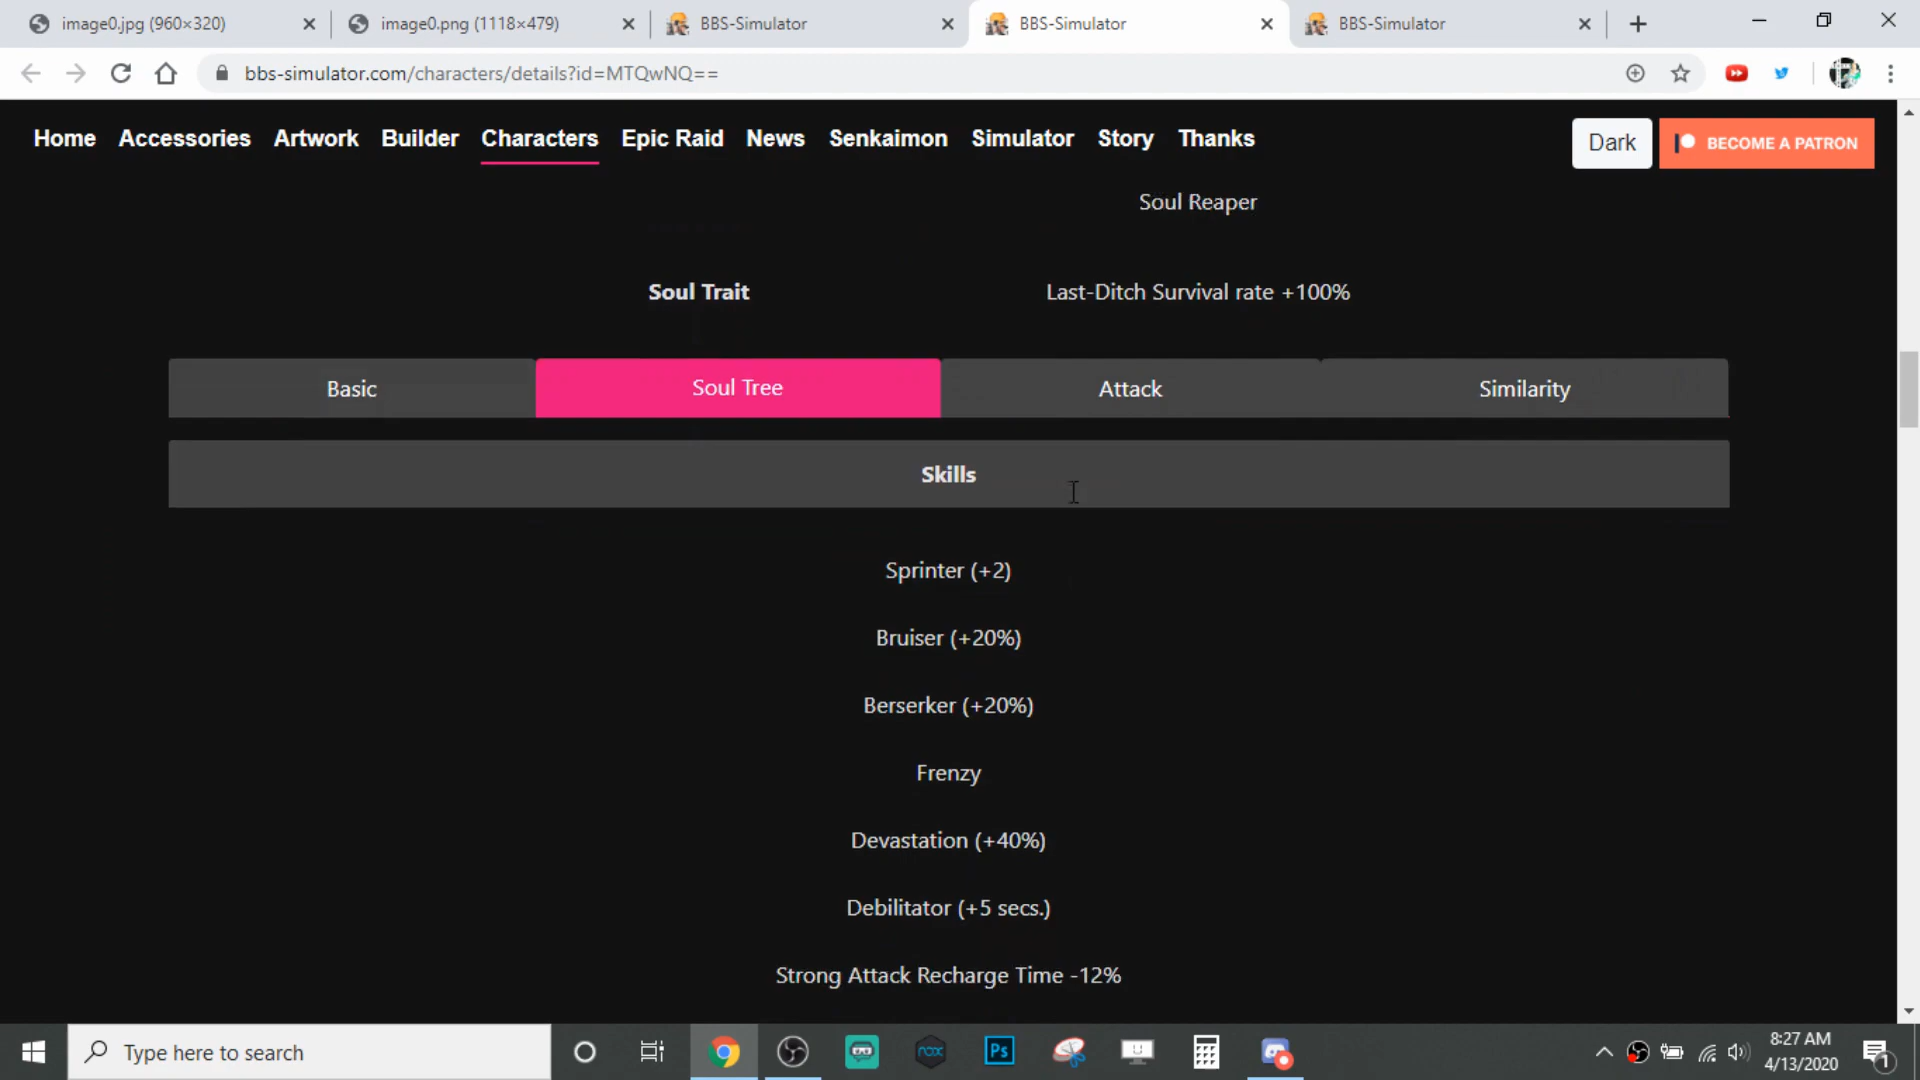 image0.jpg (960×320)
image0.png (1118×479)
BBS-Simulator
BBS-Simulator
BBS-Simulator
bbs-simulator.com/characters/details?id=MTQwNQ==
Home Accessories Artwork Builder Characters Epic Raid News Senkaimon Simulator Story Thanks
Dark
BECOME A PATRON
Soul Reaper
Soul Trait Last-Ditch Survival rate +100%
Basic Soul Tree Attack Similarity
Skills
Sprinter (+2)
Bruiser (+20%)
Berserker (+20%)
Frenzy
Devastation (+40%)
Debilitator (+5 secs.)
Strong Attack Recharge Time -12%
Type here to search
nox
Ps
8:27 AM
4/13/2020
1